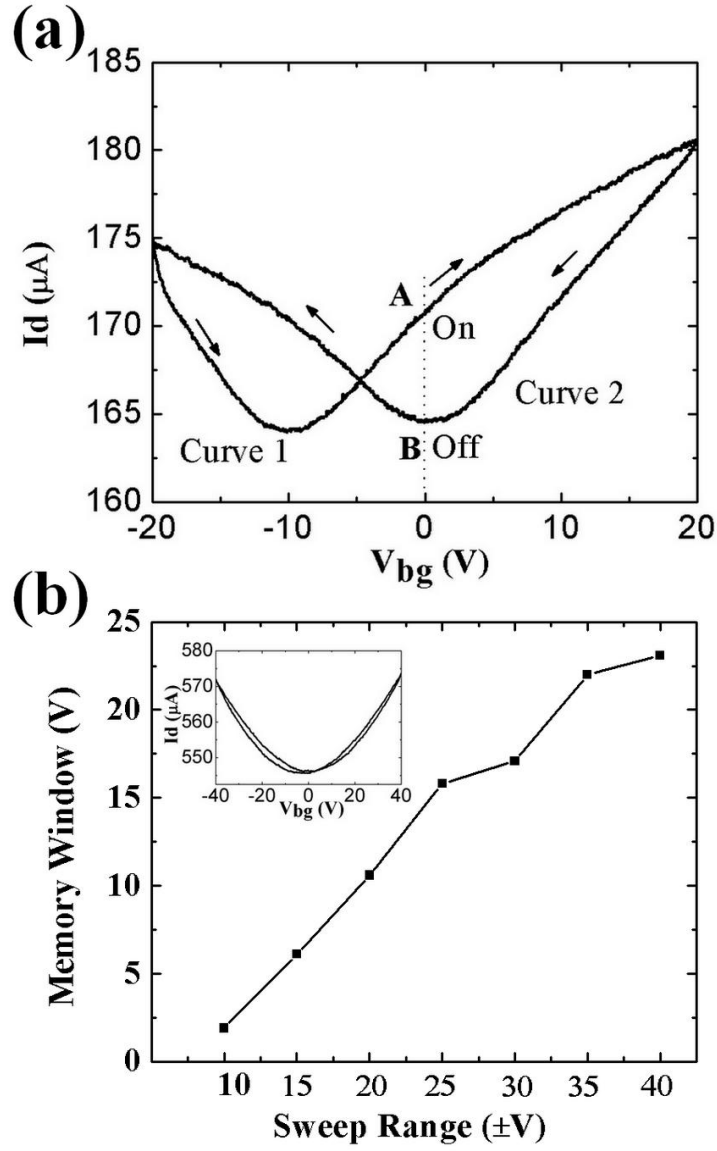 (a)
185
180
175
170
165
160
Id (μA)
A
On
B Off
Curve 1
Curve 2
-20 -10 0 10 20
Vbg (V)
(b)
25
20
15
10
5
0
Memory Window (V)
580
570
560
550
Id (μA)
-40 -20 0 20 40
Vbg (V)
10 15 20 25 30 35 40
Sweep Range (±V)